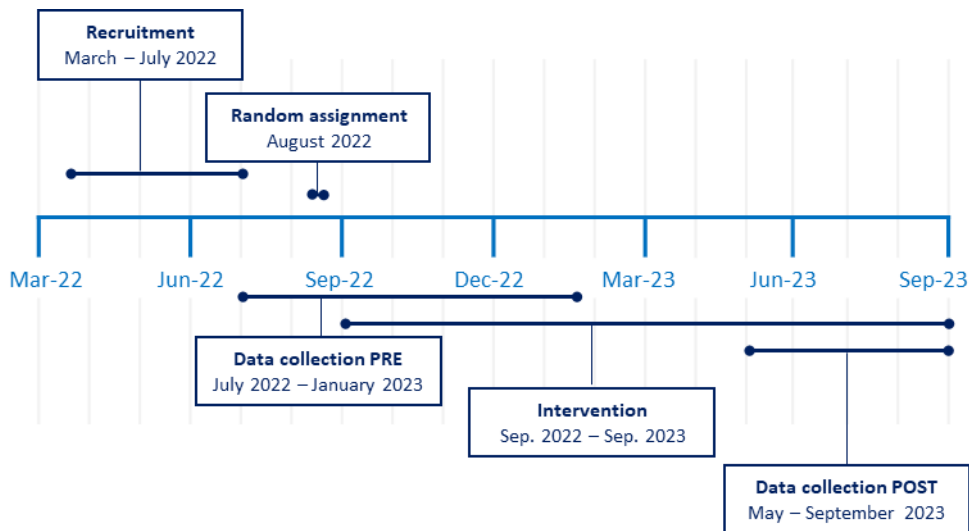 Recruitment
March – July 2022
Random assignment
August 2022
Mar-22 Jun-22 Sep-22 Dec-22 Mar-23 Jun-23 Sep-23
Data collection PRE
July 2022 – January 2023
Intervention
Sep. 2022 – Sep. 2023
Data collection POST
May – September 2023